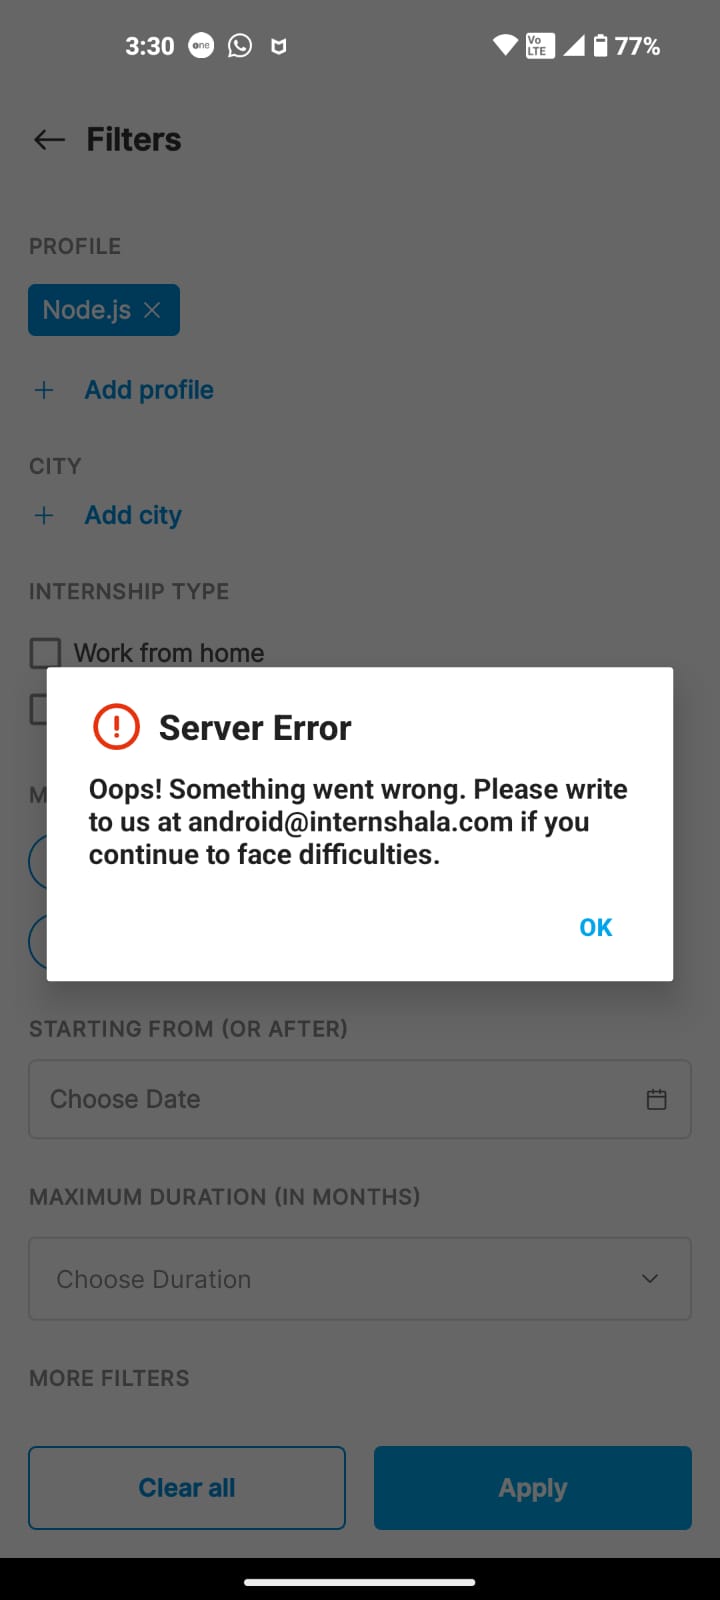 3:30 one Vo LTE 77%
Filters
PROFILE
Node.js
Add profile
CITY
Add city
INTERNSHIP TYPE
Work from home
Server Error
Oops! Something went wrong. Please write
to us at android@internshala.com if you
continue to face difficulties.
OK
M
STARTING FROM (OR AFTER)
Choose Date
MAXIMUM DURATION (IN MONTHS)
Choose Duration
MORE FILTERS
Clear all Apply